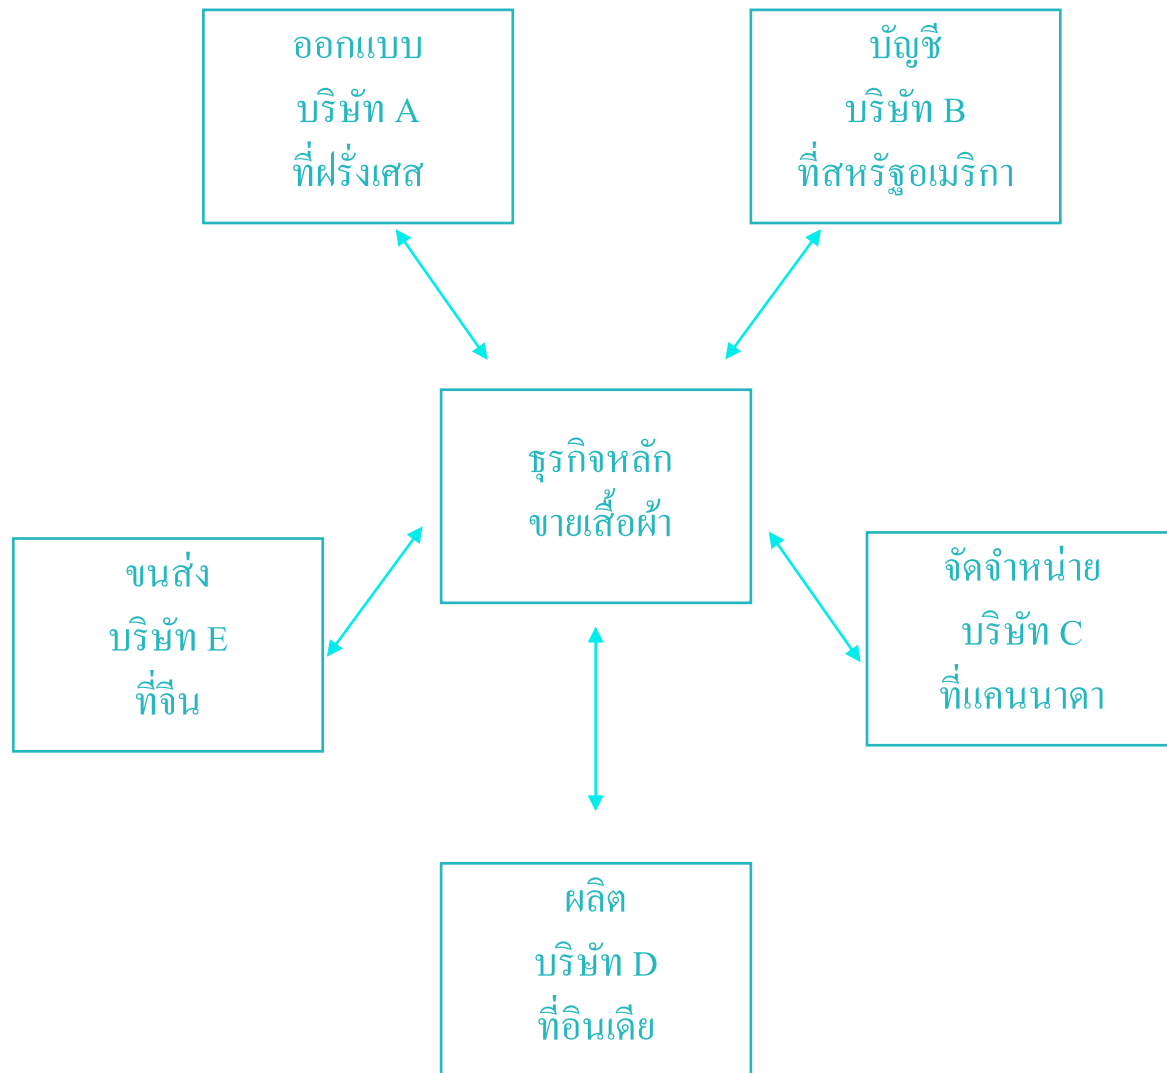 ออกแบบ
บริษัท A
ที่ฝรั่งเศส
บัญชี
บริษัท B
ที่สหรัฐอเมริกา
ธุรกิจหลัก
ขายเสื้อผ้า
ขนส่ง
บริษัท E
ที่จีน
จัดจำหน่าย
บริษัท C
ที่แคนนาดา
ผลิต
บริษัท D
ที่อินเดีย